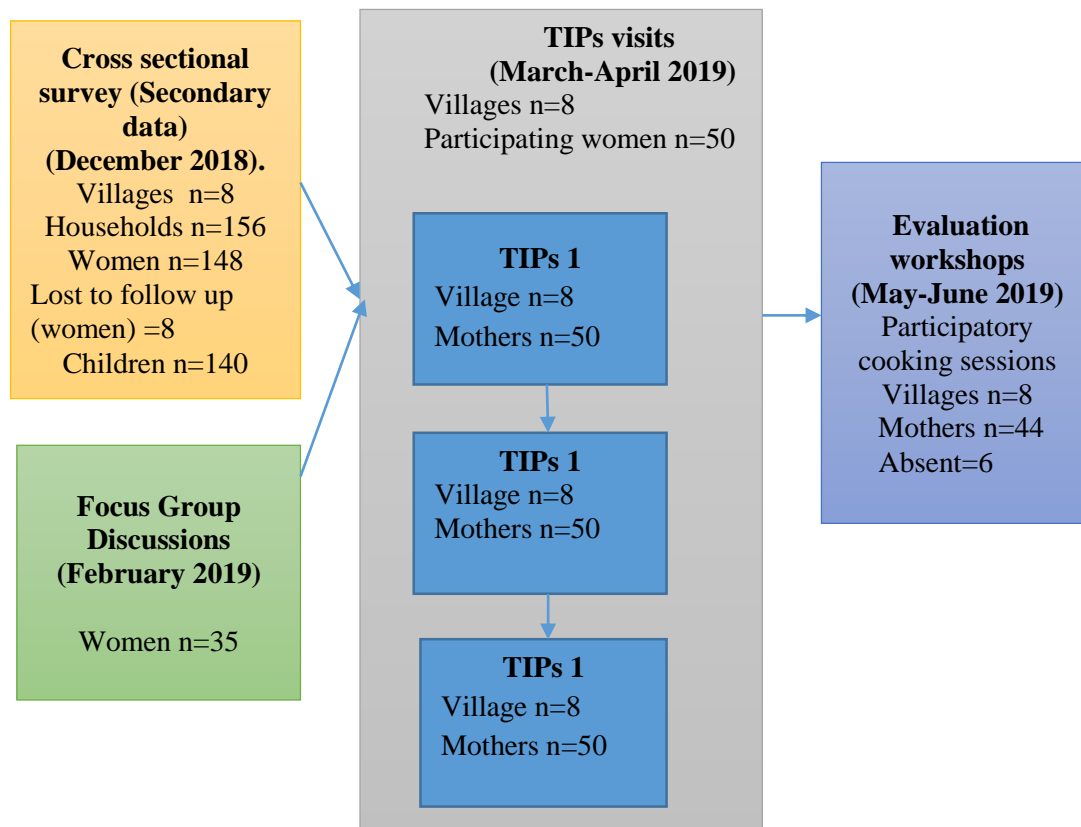 Cross sectional
survey (Secondary
data)
(December 2018).
Villages n=8
Households n=156
Women n=148
Lost to follow up
(women) =8
Children n=140
Focus Group
Discussions
(February 2019)
Women n=35
TIPs visits
(March-April 2019)
Villages n=8
Participating women n=50
TIPs 1
Village n=8
Mothers n=50
TIPs 1
Village n=8
Mothers n=50
TIPs 1
Village n=8
Mothers n=50
Evaluation
workshops
(May-June 2019)
Participatory
cooking sessions
Villages n=8
Mothers n=44
Absent=6